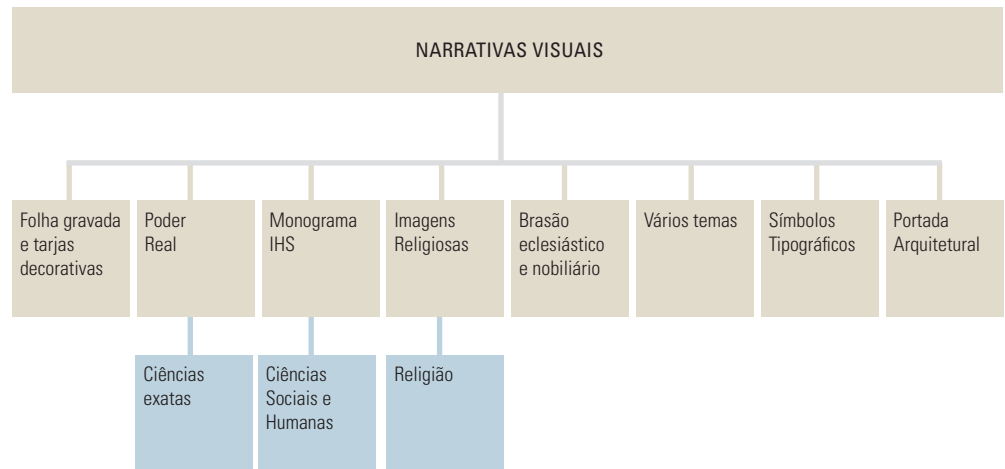 NARRATIVAS VISUAIS
Folha gravada
e tarjas
decorativas
Poder
Real
Monograma
IHS
Imagens
Religiosas
Brasão
eclesiástico
e nobiliário
Vários temas
Símbolos
Tipográficos
Portada
Arquitetural
Ciências
exatas
Ciências
Sociais e
Humanas
Religião